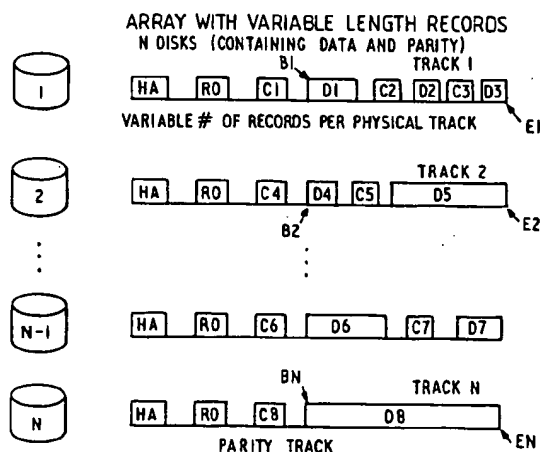 ARRAY WITH VARIABLE LENGTH RECORDS
N DISKS (CONTAINING DATA AND PARITY)
B1 TRACK 1
1 HA R0 C1 D1 C2 D2 C3 D3
E1
VARIABLE # OF RECORDS PER PHYSICAL TRACK
TRACK 2
2 HA R0 C4 D4 C5 D5
B2 E2
N-1 HA R0 C6 D6 C7 D7
BN TRACK N
N HA R0 C8 D8
EN
PARITY TRACK